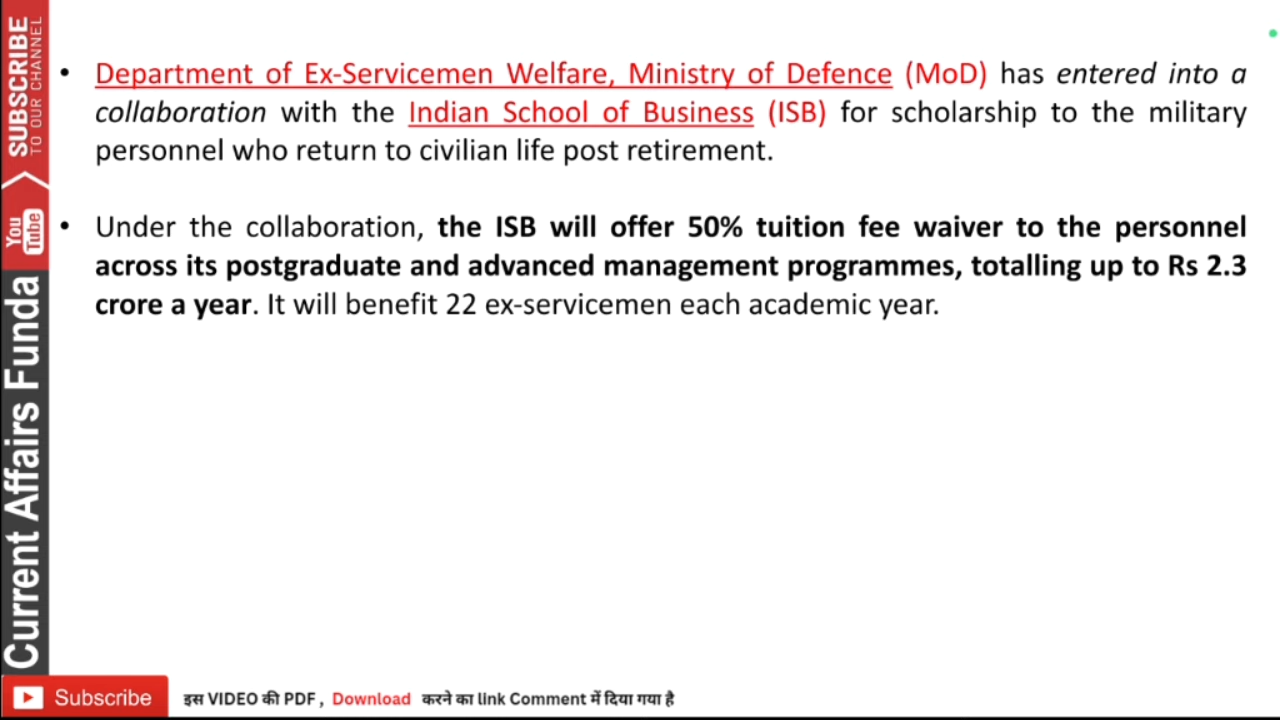 SUBSCRIBE
TO OUR CHANNEL
You
Tube
Current Affairs Funda
• Department of Ex-Servicemen Welfare, Ministry of Defence (MoD) has entered into a
collaboration with the Indian School of Business (ISB) for scholarship to the military
personnel who return to civilian life post retirement.
• Under the collaboration, the ISB will offer 50% tuition fee waiver to the personnel
across its postgraduate and advanced management programmes, totalling up to Rs 2.3
crore a year. It will benefit 22 ex-servicemen each academic year.
Subscribe
इस VIDEO की PDF , Download करने का link Comment में दिया गया है